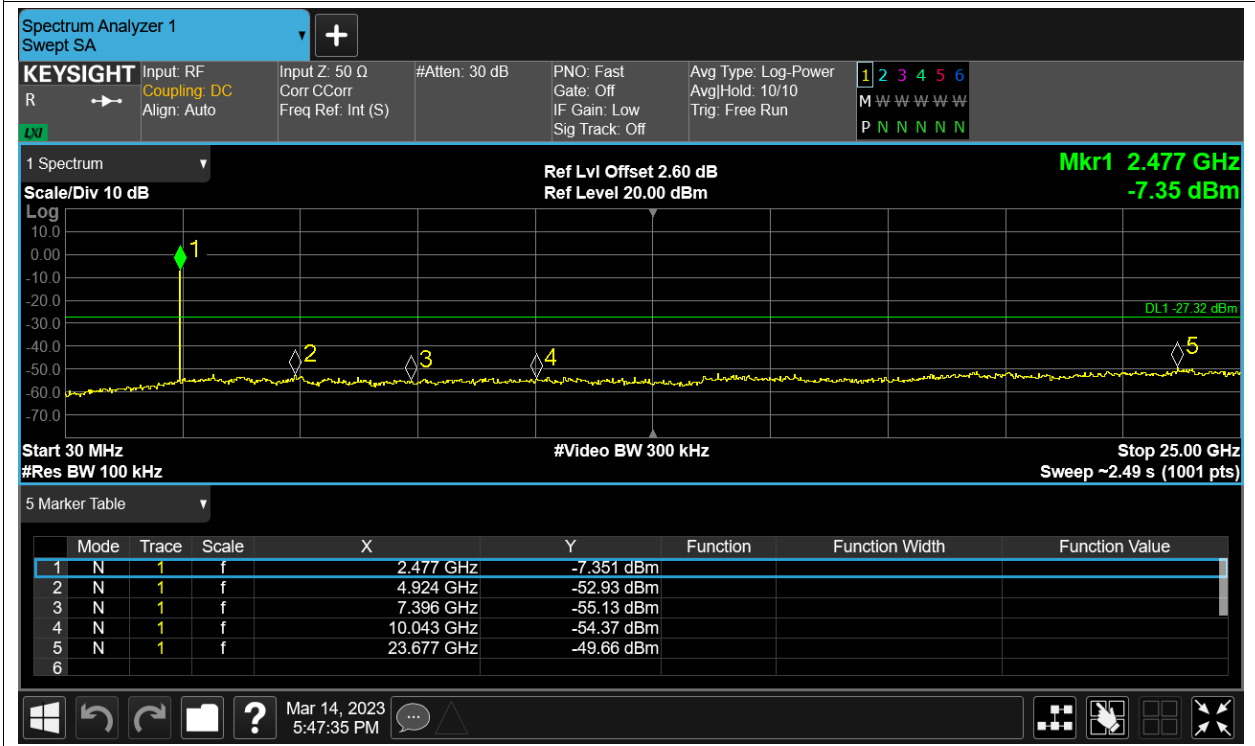 Spectrum Analyzer 1
Swept SA
+
KEYSIGHT Input: RF Input Z: 50 Ω #Atten: 30 dB PNO: Fast Avg Type: Log-Power 1 2 3 4 5 6
R Coupling: DC Corr CCorr Gate: Off Avg|Hold: 10/10 M W W W W W
Align: Auto Freq Ref: Int (S) IF Gain: Low Trig: Free Run
LXI Sig Track: Off P N N N N N
1 Spectrum Ref Lvl Offset 2.60 dB Mkr1 2.477 GHz
Scale/Div 10 dB Ref Level 20.00 dBm -7.35 dBm
Log
10.0
1
0.00
-10.0
-20.0
DL1 -27.32 dBm
-30.0
-40.0
2 3 4 5
-50.0
-60.0
-70.0
Start 30 MHz #Video BW 300 kHz Stop 25.00 GHz
#Res BW 100 kHz Sweep ~2.49 s (1001 pts)
5 Marker Table
Mode Trace Scale X Y Function Function Width Function Value
1 N 1 f 2.477 GHz -7.351 dBm
2 N 1 f 4.924 GHz -52.93 dBm
3 N 1 f 7.396 GHz -55.13 dBm
4 N 1 f 10.043 GHz -54.37 dBm
5 N 1 f 23.677 GHz -49.66 dBm
6
? Mar 14, 2023
5:47:35 PM